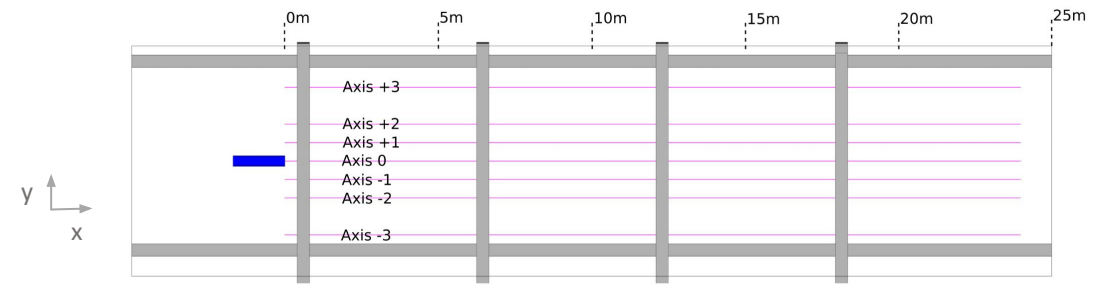 0m 5m 10m 15m 20m 25m
Axis +3
Axis +2
Axis +1
Axis 0
Axis -1
Axis -2
Axis -3
y
x